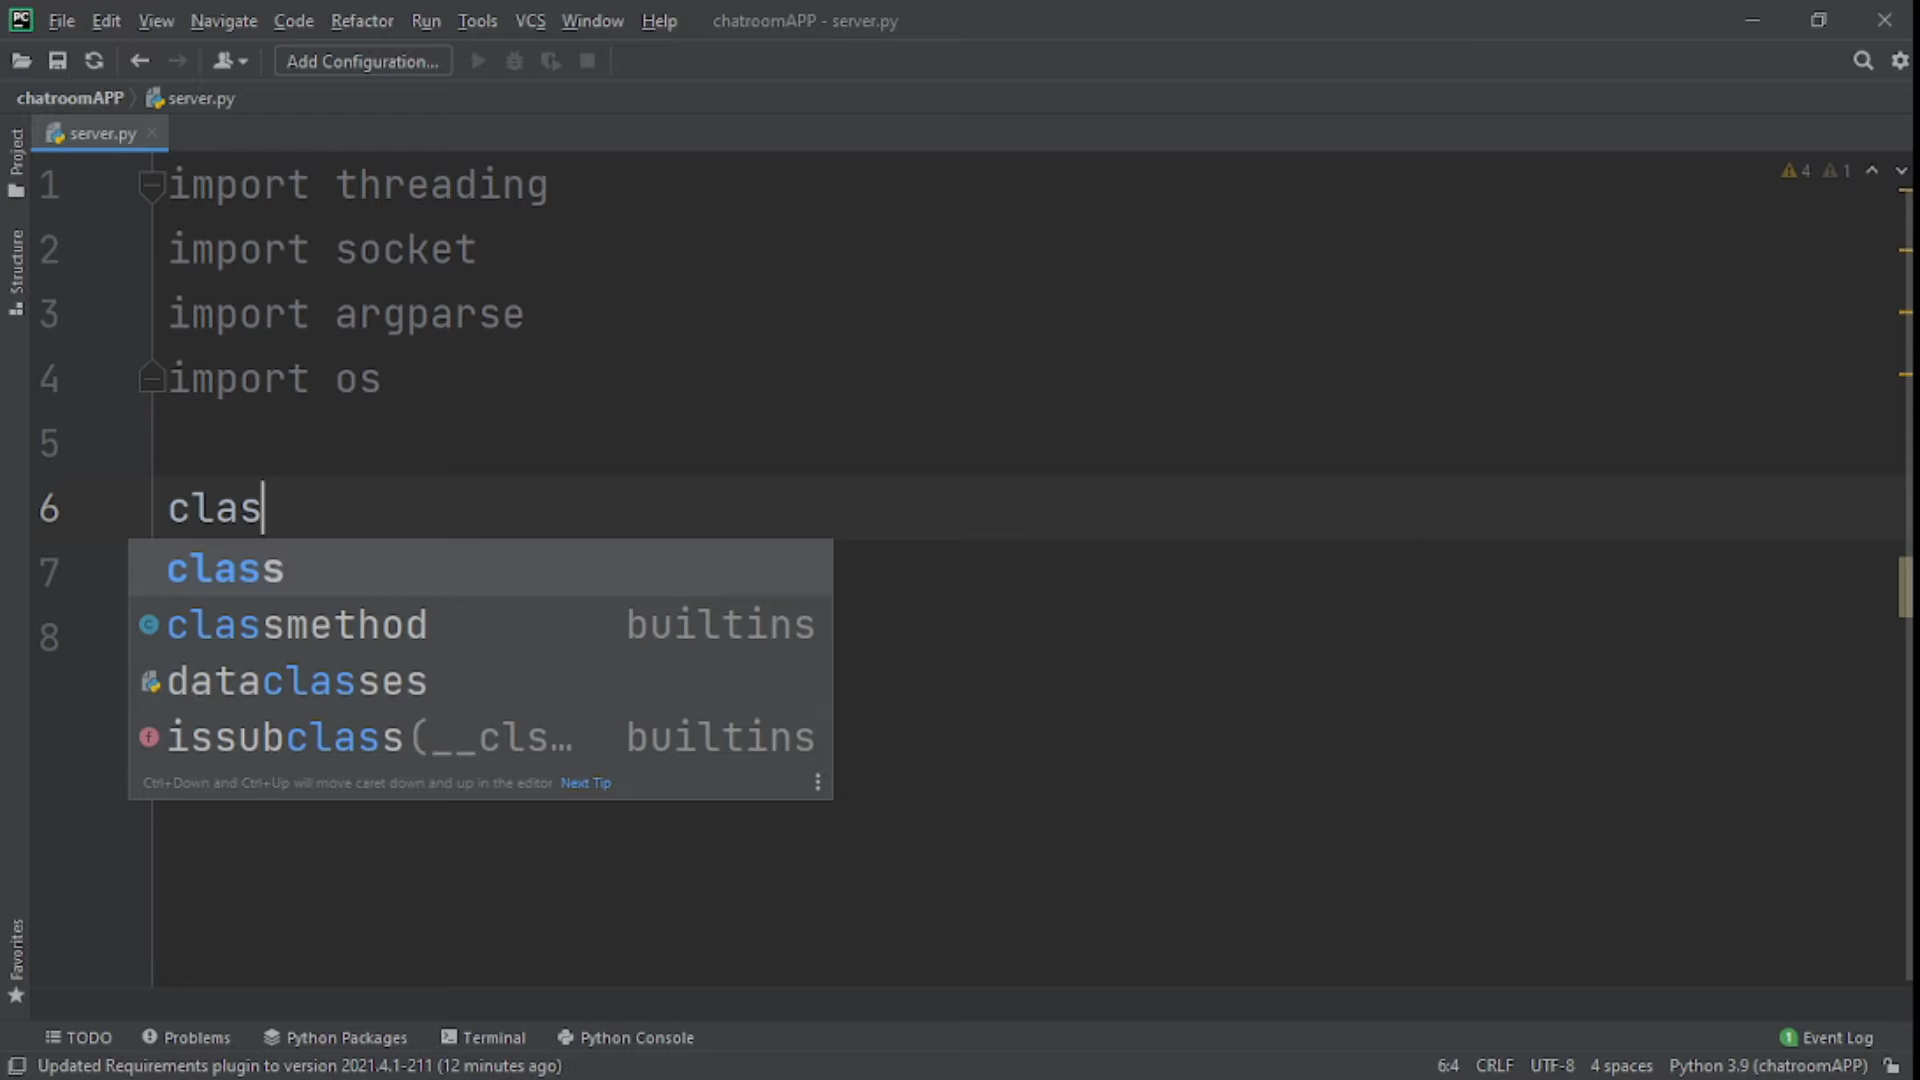 PC File Edit View Navigate Code Refactor Run Tools VCS Window Help chatroomAPP - server.py
Add Configuration...
chatroomAPP server.py
server.py
Project
Structure
Favorites
4 1
1 import threading
2 import socket
3 import argparse
4 import os
5
6 clas
7
8
class
classmethod builtins
dataclasses
issubclass(__cls… builtins
Ctrl+Down and Ctrl+Up will move caret down and up in the editor Next Tip
TODO Problems Python Packages Terminal Python Console 1 Event Log
Updated Requirements plugin to version 2021.4.1-211 (12 minutes ago) 6:4 CRLF UTF-8 4 spaces Python 3.9 (chatroomAPP)